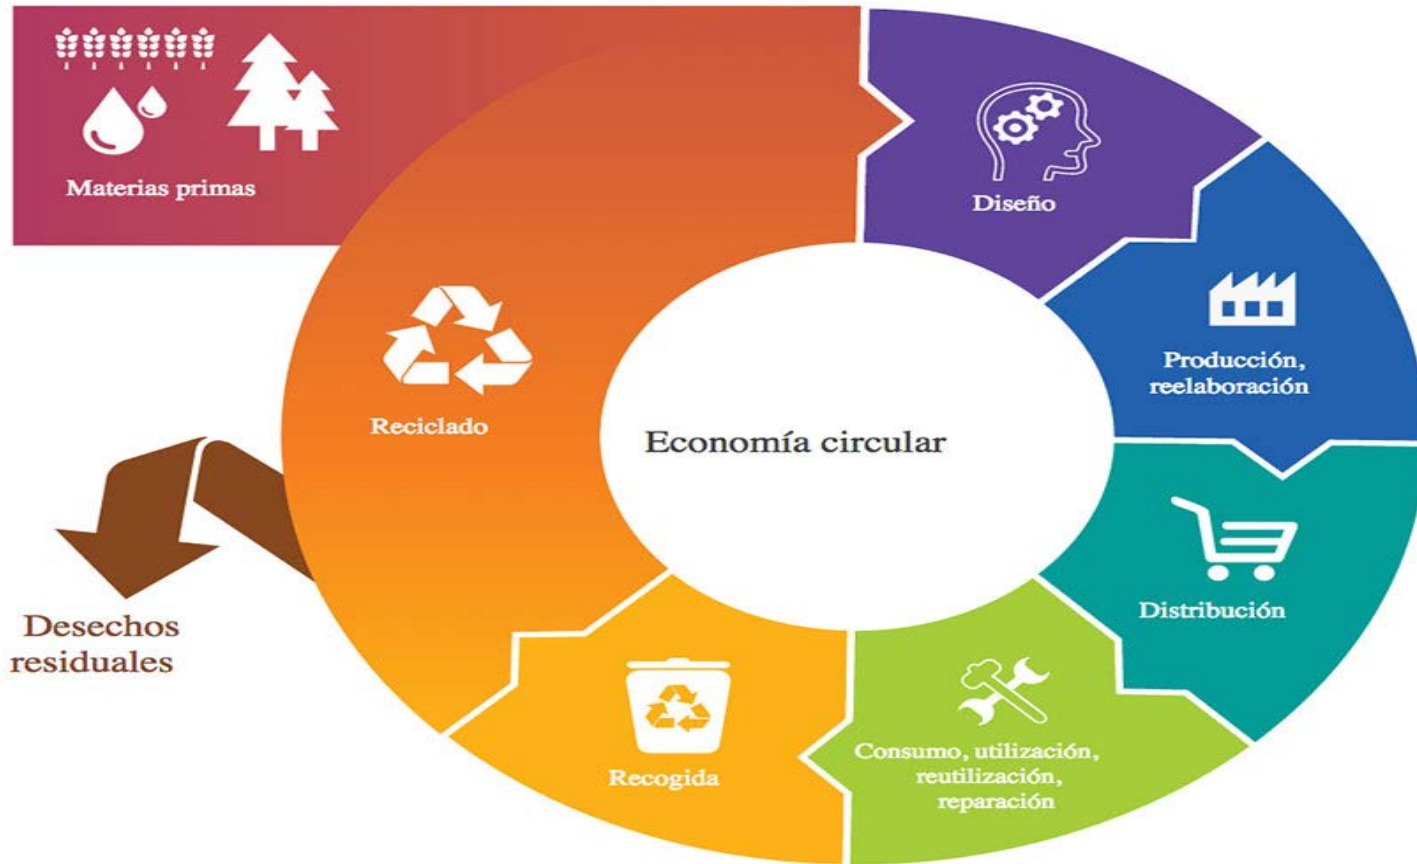 Materias primas
Diseño
Producción,
reelaboración
Reciclado
Economía circular
Distribución
Desechos
residuales
Consumo, utilización,
reutilización,
reparación
Recogida